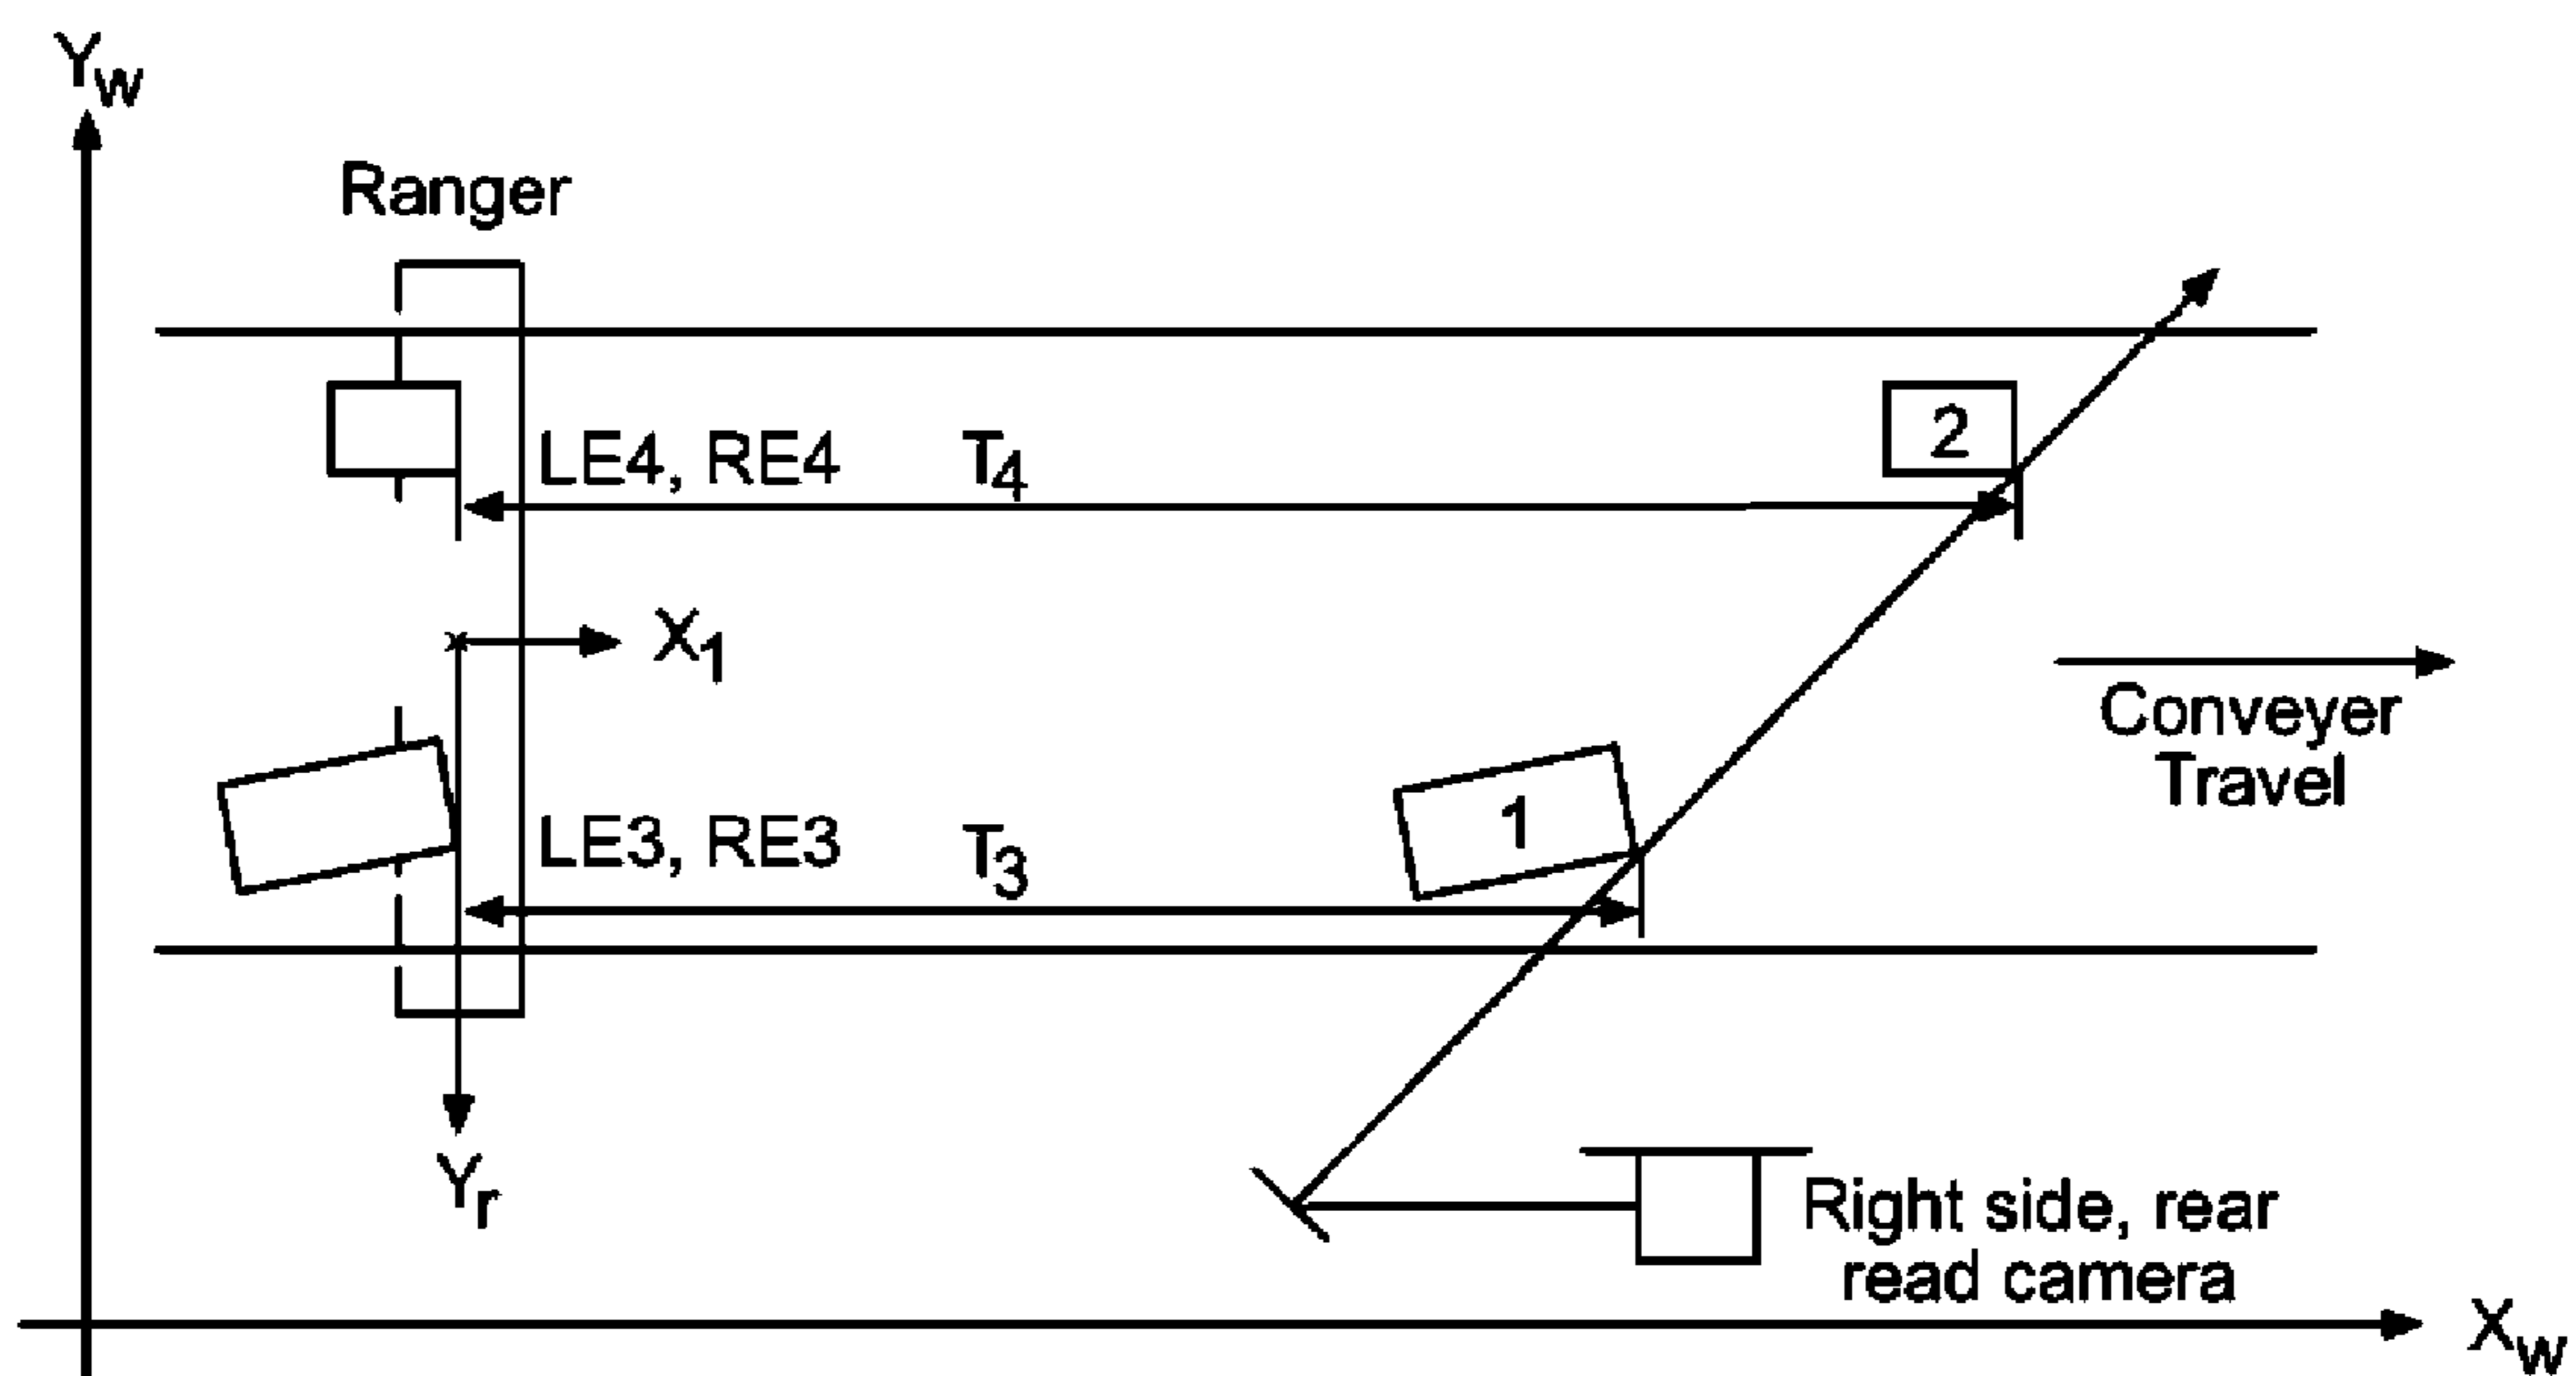 Yw
Ranger
LE4, RE4 T4
2
X1
Conveyer
Travel
LE3, RE3 T3
1
Yr
Right side, rear
read camera
Xw